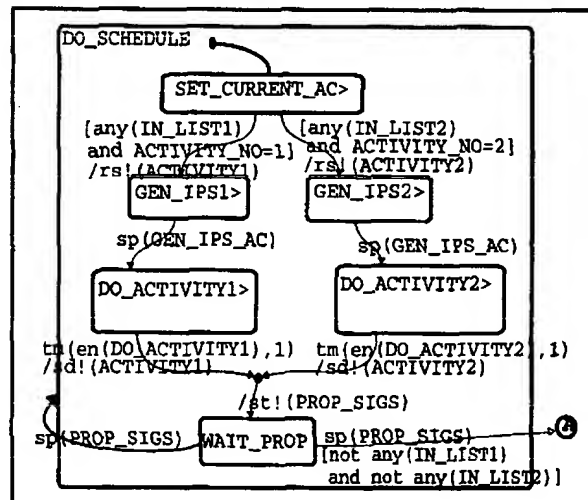 DO_SCHEDULE
SET_CURRENT_AC>
[any(IN_LIST1)
and ACTIVITY_NO=1]
/rs!(ACTIVITY1)
[any(IN_LIST2)
and ACTIVITY_NO=2]
/rs!(ACTIVITY2)
GEN_IPS1>
GEN_IPS2>
sp(GEN_IPS_AC)
sp(GEN_IPS_AC)
DO_ACTIVITY1>
DO_ACTIVITY2>
tm(en(DO_ACTIVITY1),1)
/sd!(ACTIVITY1)
tm(en(DO_ACTIVITY2),1)
/sd!(ACTIVITY2)
/st!(PROP_SIGS)
sp(PROP_SIGS)
WAIT_PROP
sp(PROP_SIGS)
[not any(IN_LIST1)
and not any(IN_LIST2)]
A